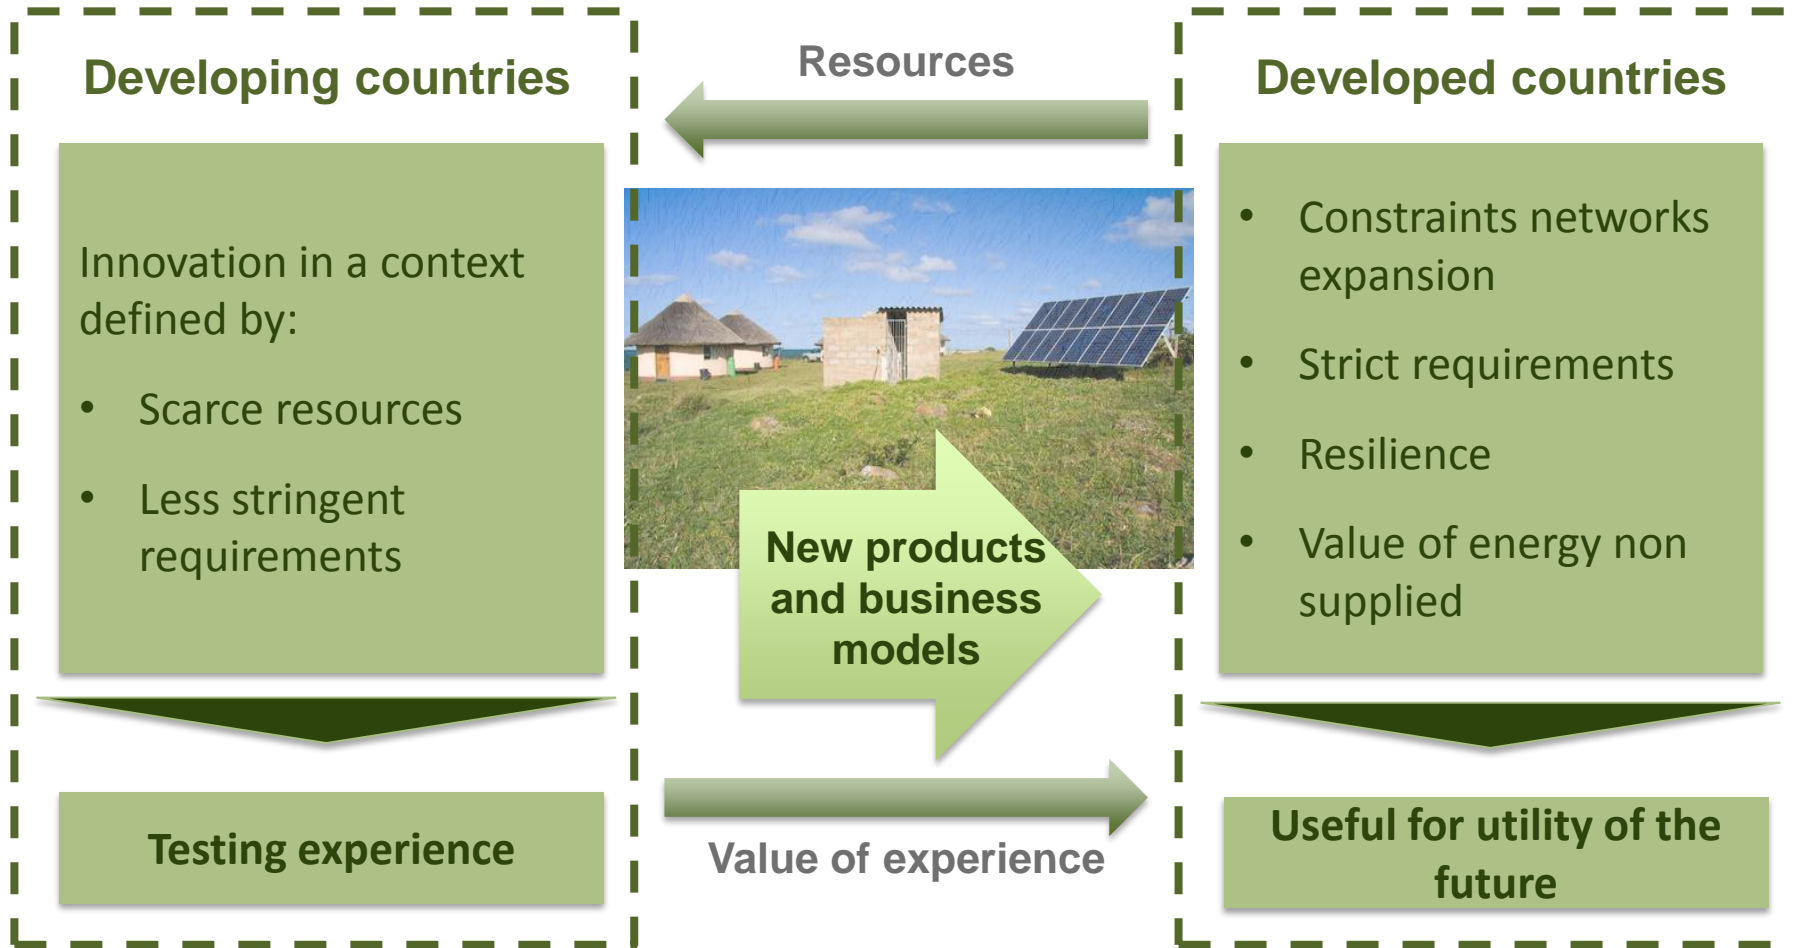 Developing countries
Innovation in a context
defined by:
• Scarce resources
• Less stringent
requirements
Testing experience
Resources
New products
and business
models
Value of experience
Developed countries
• Constraints networks
expansion
• Strict requirements
• Resilience
• Value of energy non
supplied
Useful for utility of the
future